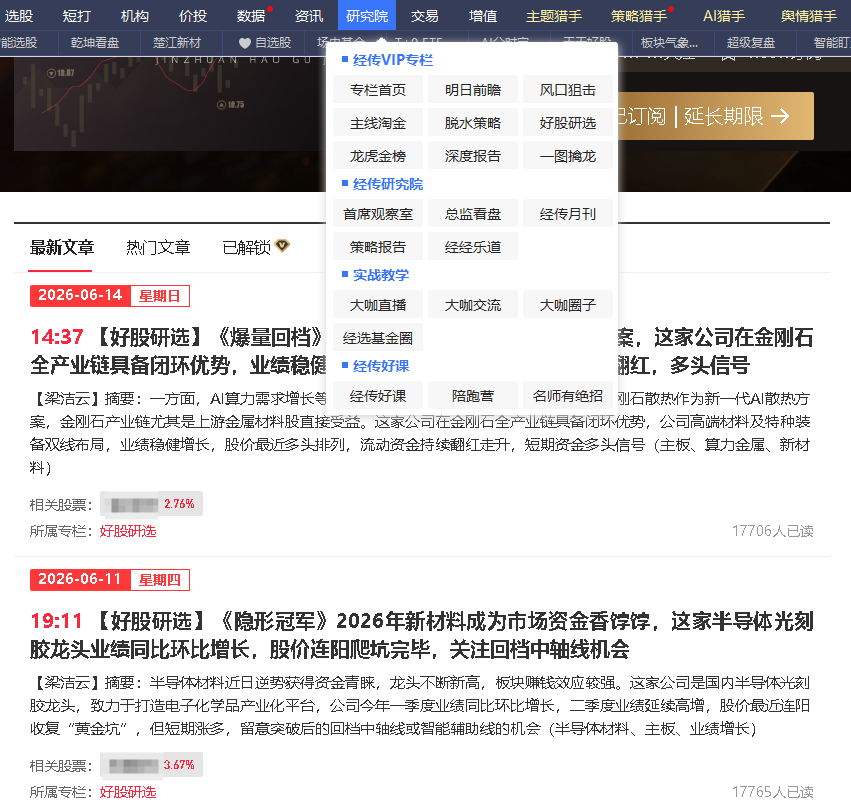 选股 短打 机构 价投 数据 资讯 研究院 交易 增值 主题猎手 策略猎手 AI猎手 舆情猎手
能选股 乾坤看盘 楚江新材 自选股 板块气象... 超级复盘 智能盯
JINZHUAN HAO GU J
18.87
18.75
已订阅 | 延长期限
经传VIP专栏
专栏首页 明日前瞻 风口狙击
主线淘金 脱水策略 好股研选
龙虎金榜 深度报告 一图擒龙
经传研究院
首席观察室 总监看盘 经传月刊
策略报告 经经乐道
实战教学
大咖直播 大咖交流 大咖圈子
经选基金圈
经传好课
经传好课 陪跑营 名师有绝招
最新文章 热门文章 已解锁
2026-06-14 星期日
14:37 【好股研选】《爆量回档》 案，这家公司在金刚石
全产业链具备闭环优势，业绩稳健 翻红，多头信号
【梁洁云】摘要：一方面，AI算力需求增长等 刚石散热作为新一代AI散热方
案，金刚石产业链尤其是上游金属材料股直接受益。这家公司在金刚石全产业链具备闭环优势，公司高端材料及特种装
备双线布局，业绩稳健增长，股价最近多头排列，流动资金持续翻红走升，短期资金多头信号（主板、算力金属、新材
料）
相关股票： 2.76%
所属专栏：好股研选 17706人已读
2026-06-11 星期四
19:11 【好股研选】《隐形冠军》2026年新材料成为市场资金香饽饽，这家半导体光刻
胶龙头业绩同比环比增长，股价连阳爬坑完毕，关注回档中轴线机会
【梁洁云】摘要：半导体材料近日逆势获得资金青睐，龙头不断新高，板块赚钱效应较强。这家公司是国内半导体光刻
胶龙头，致力于打造电子化学品产业化平台，公司今年一季度业绩同比环比增长，二季度业绩延续高增，股价最近连阳
收复“黄金坑”，但短期涨多，留意突破后的回档中轴线或智能辅助线的机会（半导体材料、主板、业绩增长）
相关股票： 3.67%
所属专栏：好股研选 17765人已读